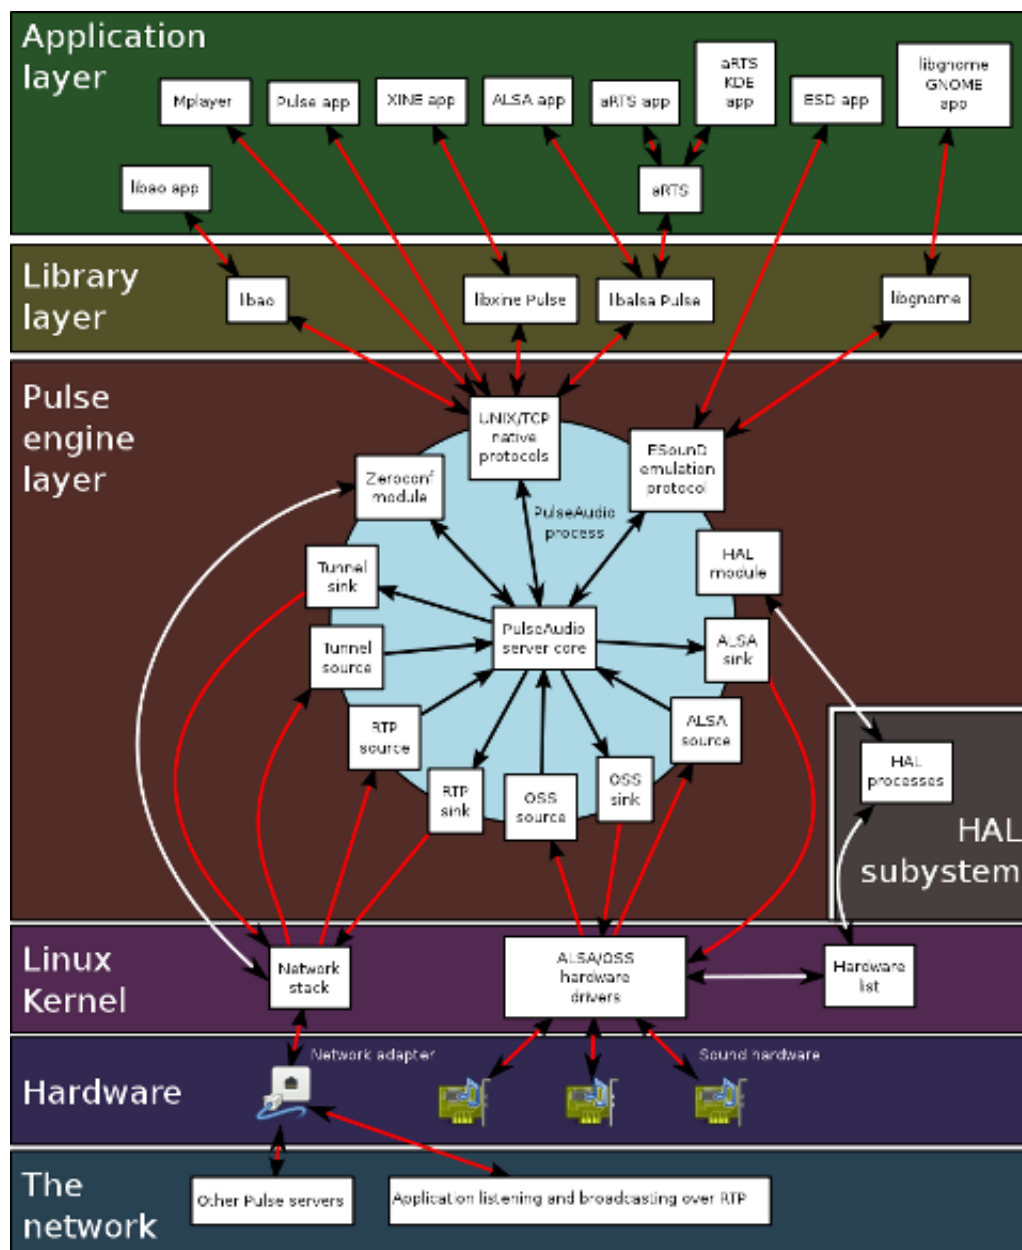 Application
layer
Mplayer
Pulse app
XINE app
ALSA app
aRTS app
aRTS
KDE
app
ESD app
libgnome
GNOME
app
libao app
aRTS
Library
layer
libao
libxine Pulse
libalsa Pulse
libgnome
Pulse
engine
layer
UNIX/TCP
native
protocols
ESounD
emulation
protocol
Zeroconf
module
PulseAudio
process
HAL
module
Tunnel
sink
PulseAudio
server core
ALSA
sink
Tunnel
source
RTP
source
ALSA
source
RTP
sink
OSS
source
OSS
sink
HAL
processes
HAL
subystem
Linux
Kernel
Network
stack
ALSA/OSS
hardware
drivers
Hardware
list
Hardware
Network adapter
Sound hardware
The
network
Other Pulse servers
Application listening and broadcasting over RTP